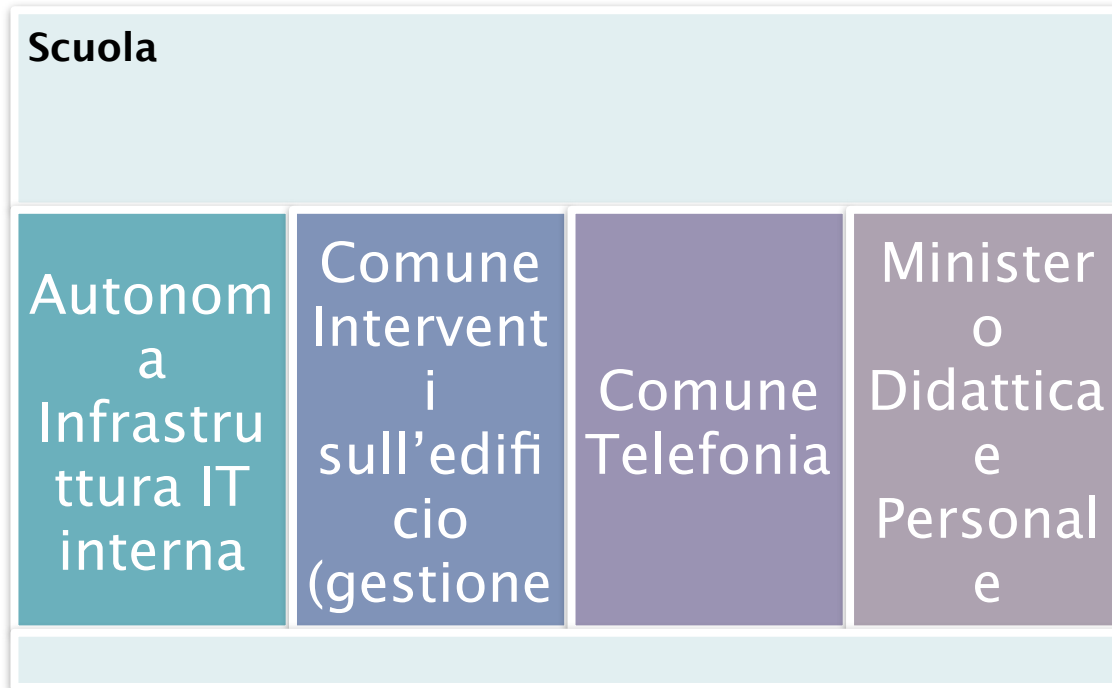 Scuola
Autonom
a
Infrastru
ttura IT
interna
Comune
Intervent
i
sull’edifi
cio
(gestione
Comune
Telefonia
Minister
o
Didattica
e
Personal
e